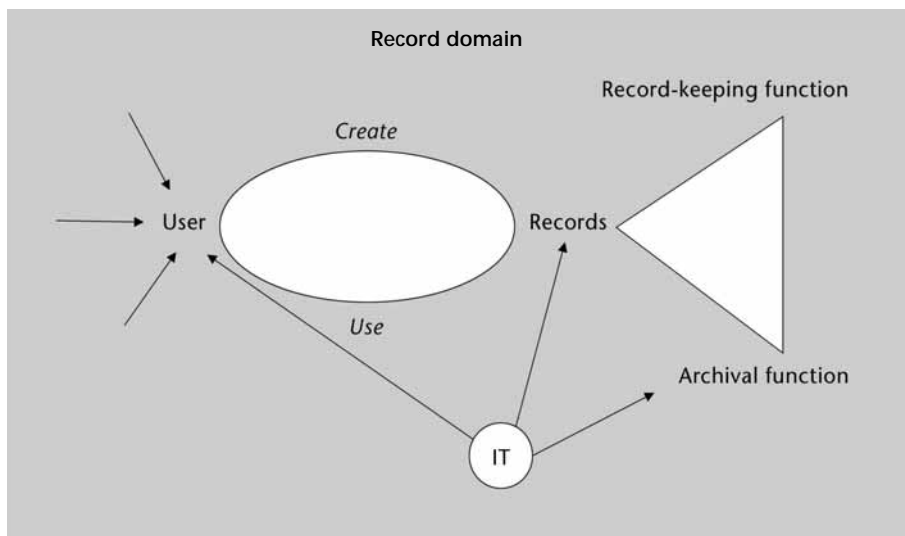 Record domain
Record-keeping function
Create
User
Records
Use
Archival function
IT